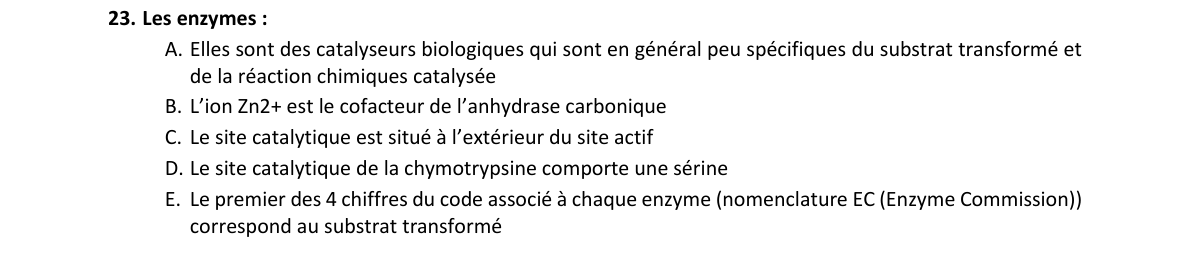 23. Les enzymes :
A. Elles sont des catalyseurs biologiques qui sont en général peu spécifiques du substrat transformé et
de la réaction chimiques catalysée
B. L’ion Zn2+ est le cofacteur de l’anhydrase carbonique
C. Le site catalytique est situé à l’extérieur du site actif
D. Le site catalytique de la chymotrypsine comporte une sérine
E. Le premier des 4 chiffres du code associé à chaque enzyme (nomenclature EC (Enzyme Commission))
correspond au substrat transformé